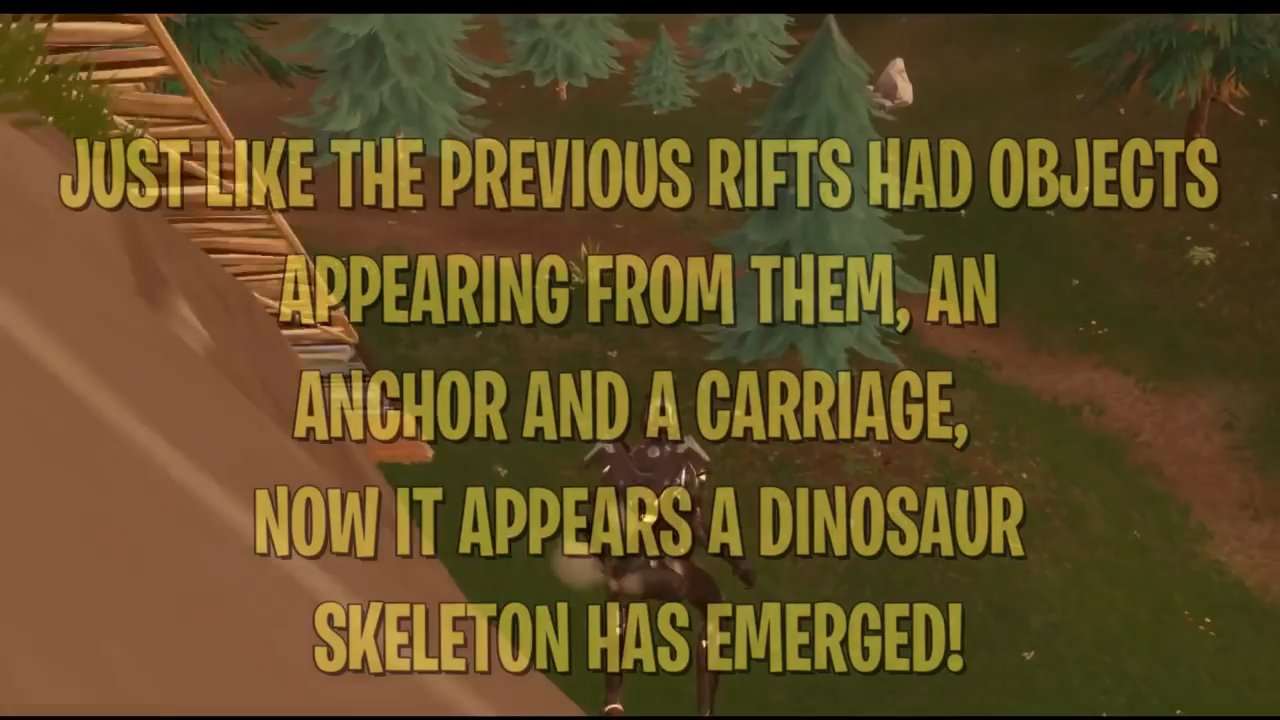 JUST LIKE THE PREVIOUS RIFTS HAD OBJECTS
APPEARING FROM THEM, AN
ANCHOR AND A CARRIAGE,
NOW IT APPEARS A DINOSAUR
SKELETON HAS EMERGED!